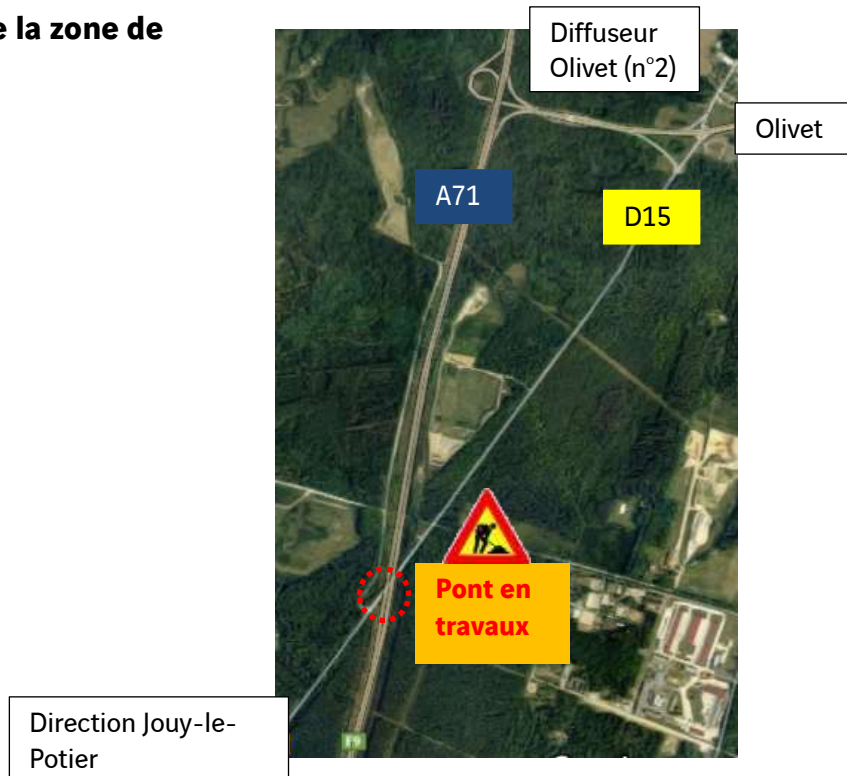 e la zone de
Diffuseur
Olivet (n°2)
Olivet
A71
D15
Pont en
travaux
Direction Jouy-le-
Potier